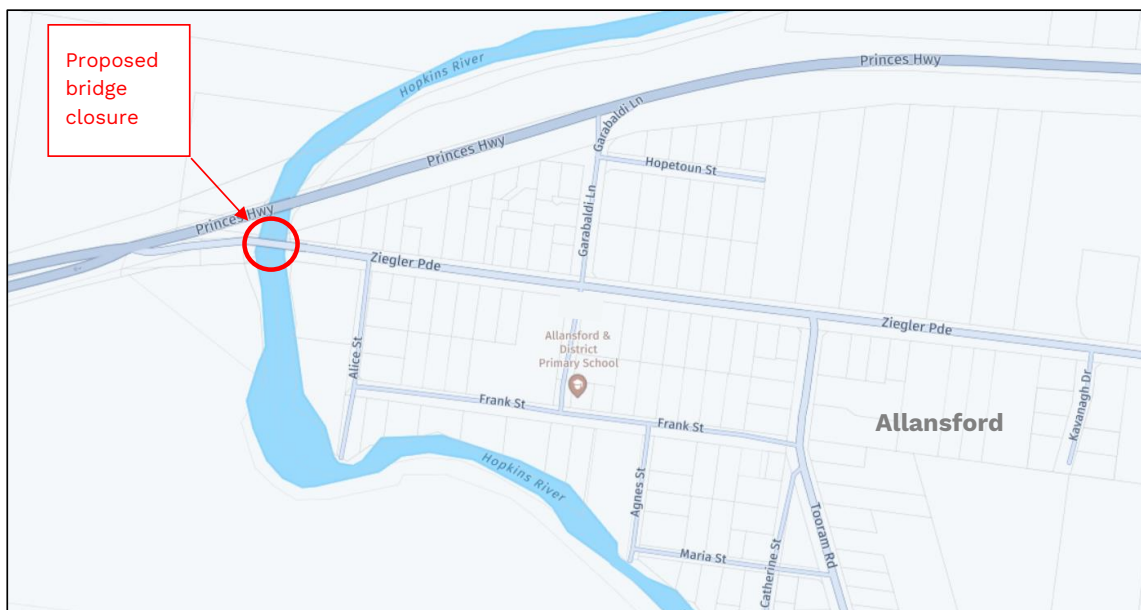 Proposed
bridge
closure
Hopkins River
Princes Hwy
Princes Hwy
Princes Hwy
Garabaldi Ln
Hopetoun St
Garabaldi Ln
Ziegler Pde
Ziegler Pde
Alice St
Allansford &
District
Primary School
Frank St
Frank St
Allansford
Kavanagh Dr
Hopkins River
Agnes St
Tooram Rd
Maria St
Catherine St